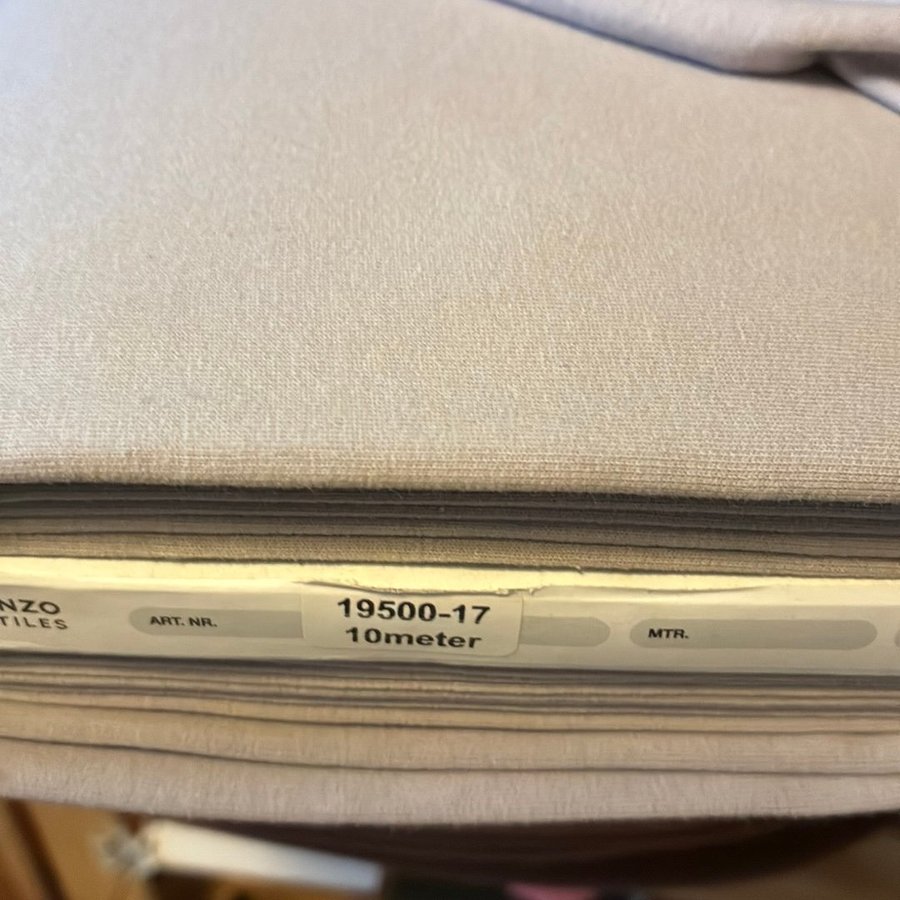 NZO
TILES
ART. NR.
19500-17
10meter
MTR.